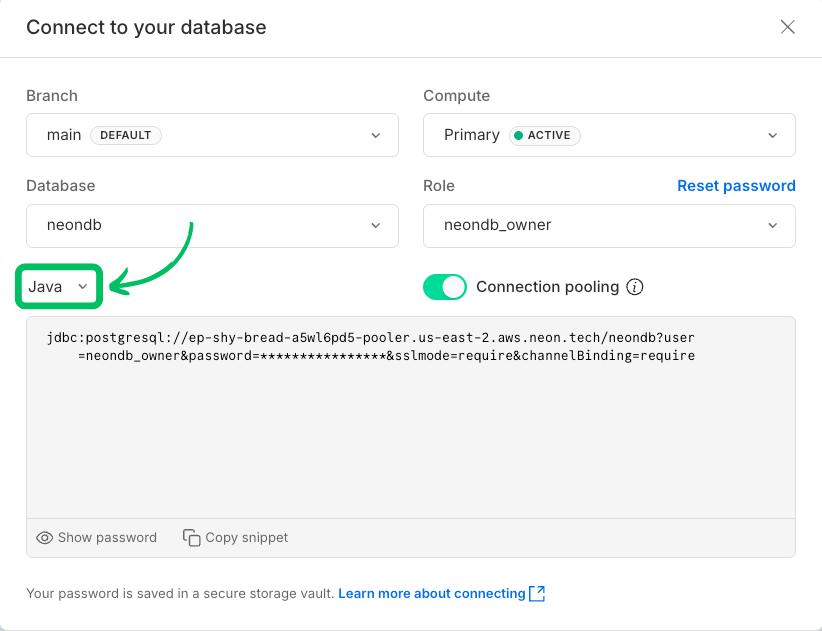 Connect to your database
Branch
Compute
main DEFAULT
Primary ACTIVE
Database
Role
Reset password
neondb
neondb_owner
Java
Connection pooling
jdbc:postgresql://ep-shy-bread-a5wl6pd5-pooler.us-east-2.aws.neon.tech/neondb?user
=neondb_owner&password=****************&sslmode=require&channelBinding=require
Show password
Copy snippet
Your password is saved in a secure storage vault. Learn more about connecting